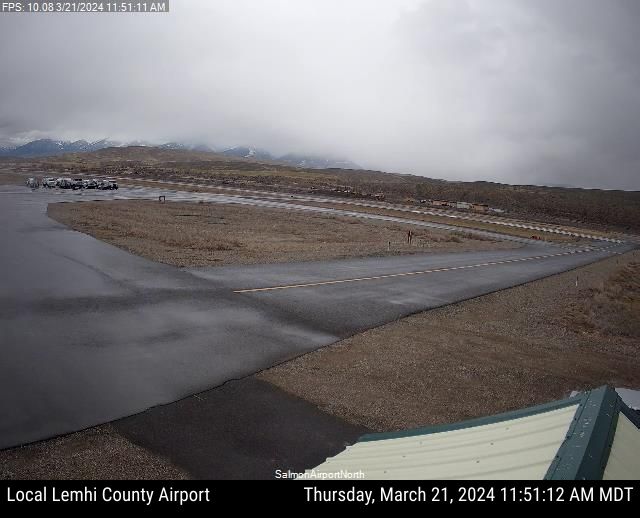 FPS: 10.08 3/21/2024 11:51:11 AM
SalmonAirportNorth
Local Lemhi County Airport Thursday, March 21, 2024 11:51:12 AM MDT